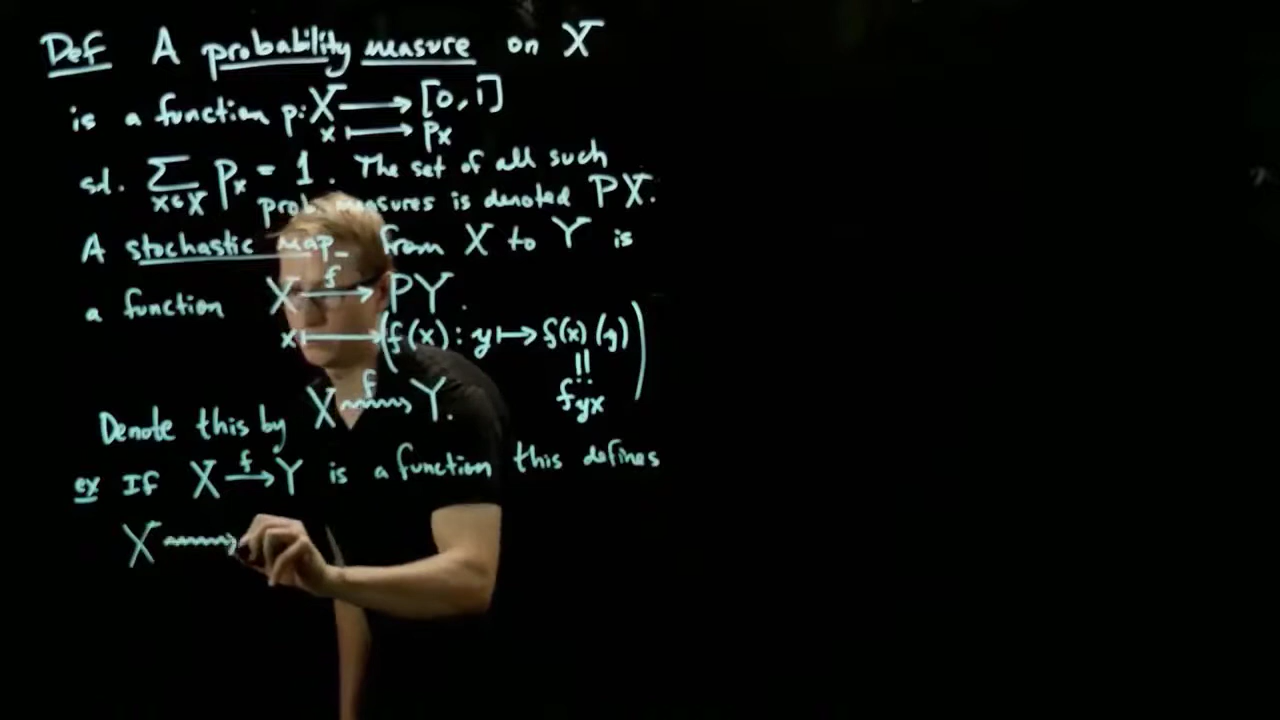 Def A probability measure on X
is a function p: X ⟶ [0,1]
x ⟼ pₓ
s.t. ∑ pₓ = 1. The set of all such
x∈X prob. measures is denoted PX.
A stochastic map from X to Y is
a function X —f→ PY.
x ⟼ (f(x): y ⟼ f(x)(y))
!!
f_yx
Denote this by X ~f~> Y.
ex If X —f→ Y is a function this defines
X ~~>